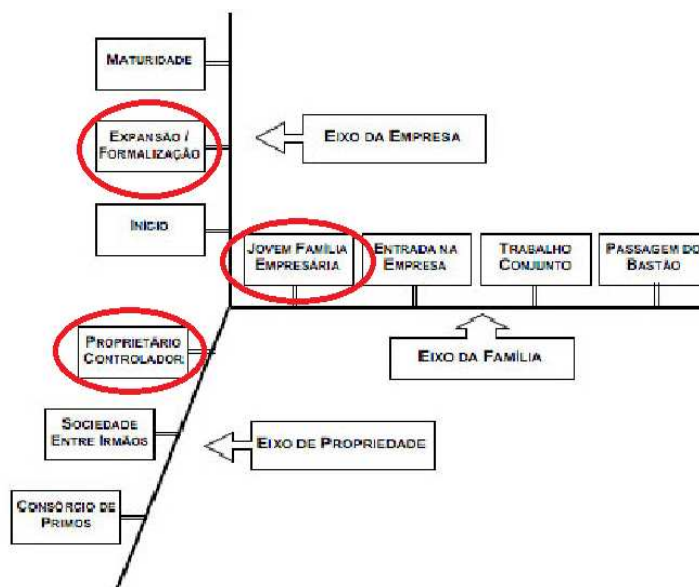 MATURIDADE
EXPANSÃO /
FORMALIZAÇÃO
EIXO DA EMPRESA
INÍCIO
JOVEM FAMÍLIA
EMPRESÁRIA
ENTRADA NA
EMPRESA
TRABALHO
CONJUNTO
PASSAGEM DO
BASTÃO
PROPRIETÁRIO
CONTROLADOR
EIXO DA FAMÍLIA
SOCIEDADE
ENTRE IRMÃOS
EIXO DE PROPRIEDADE
CONSÓRCIO DE
PRIMOS